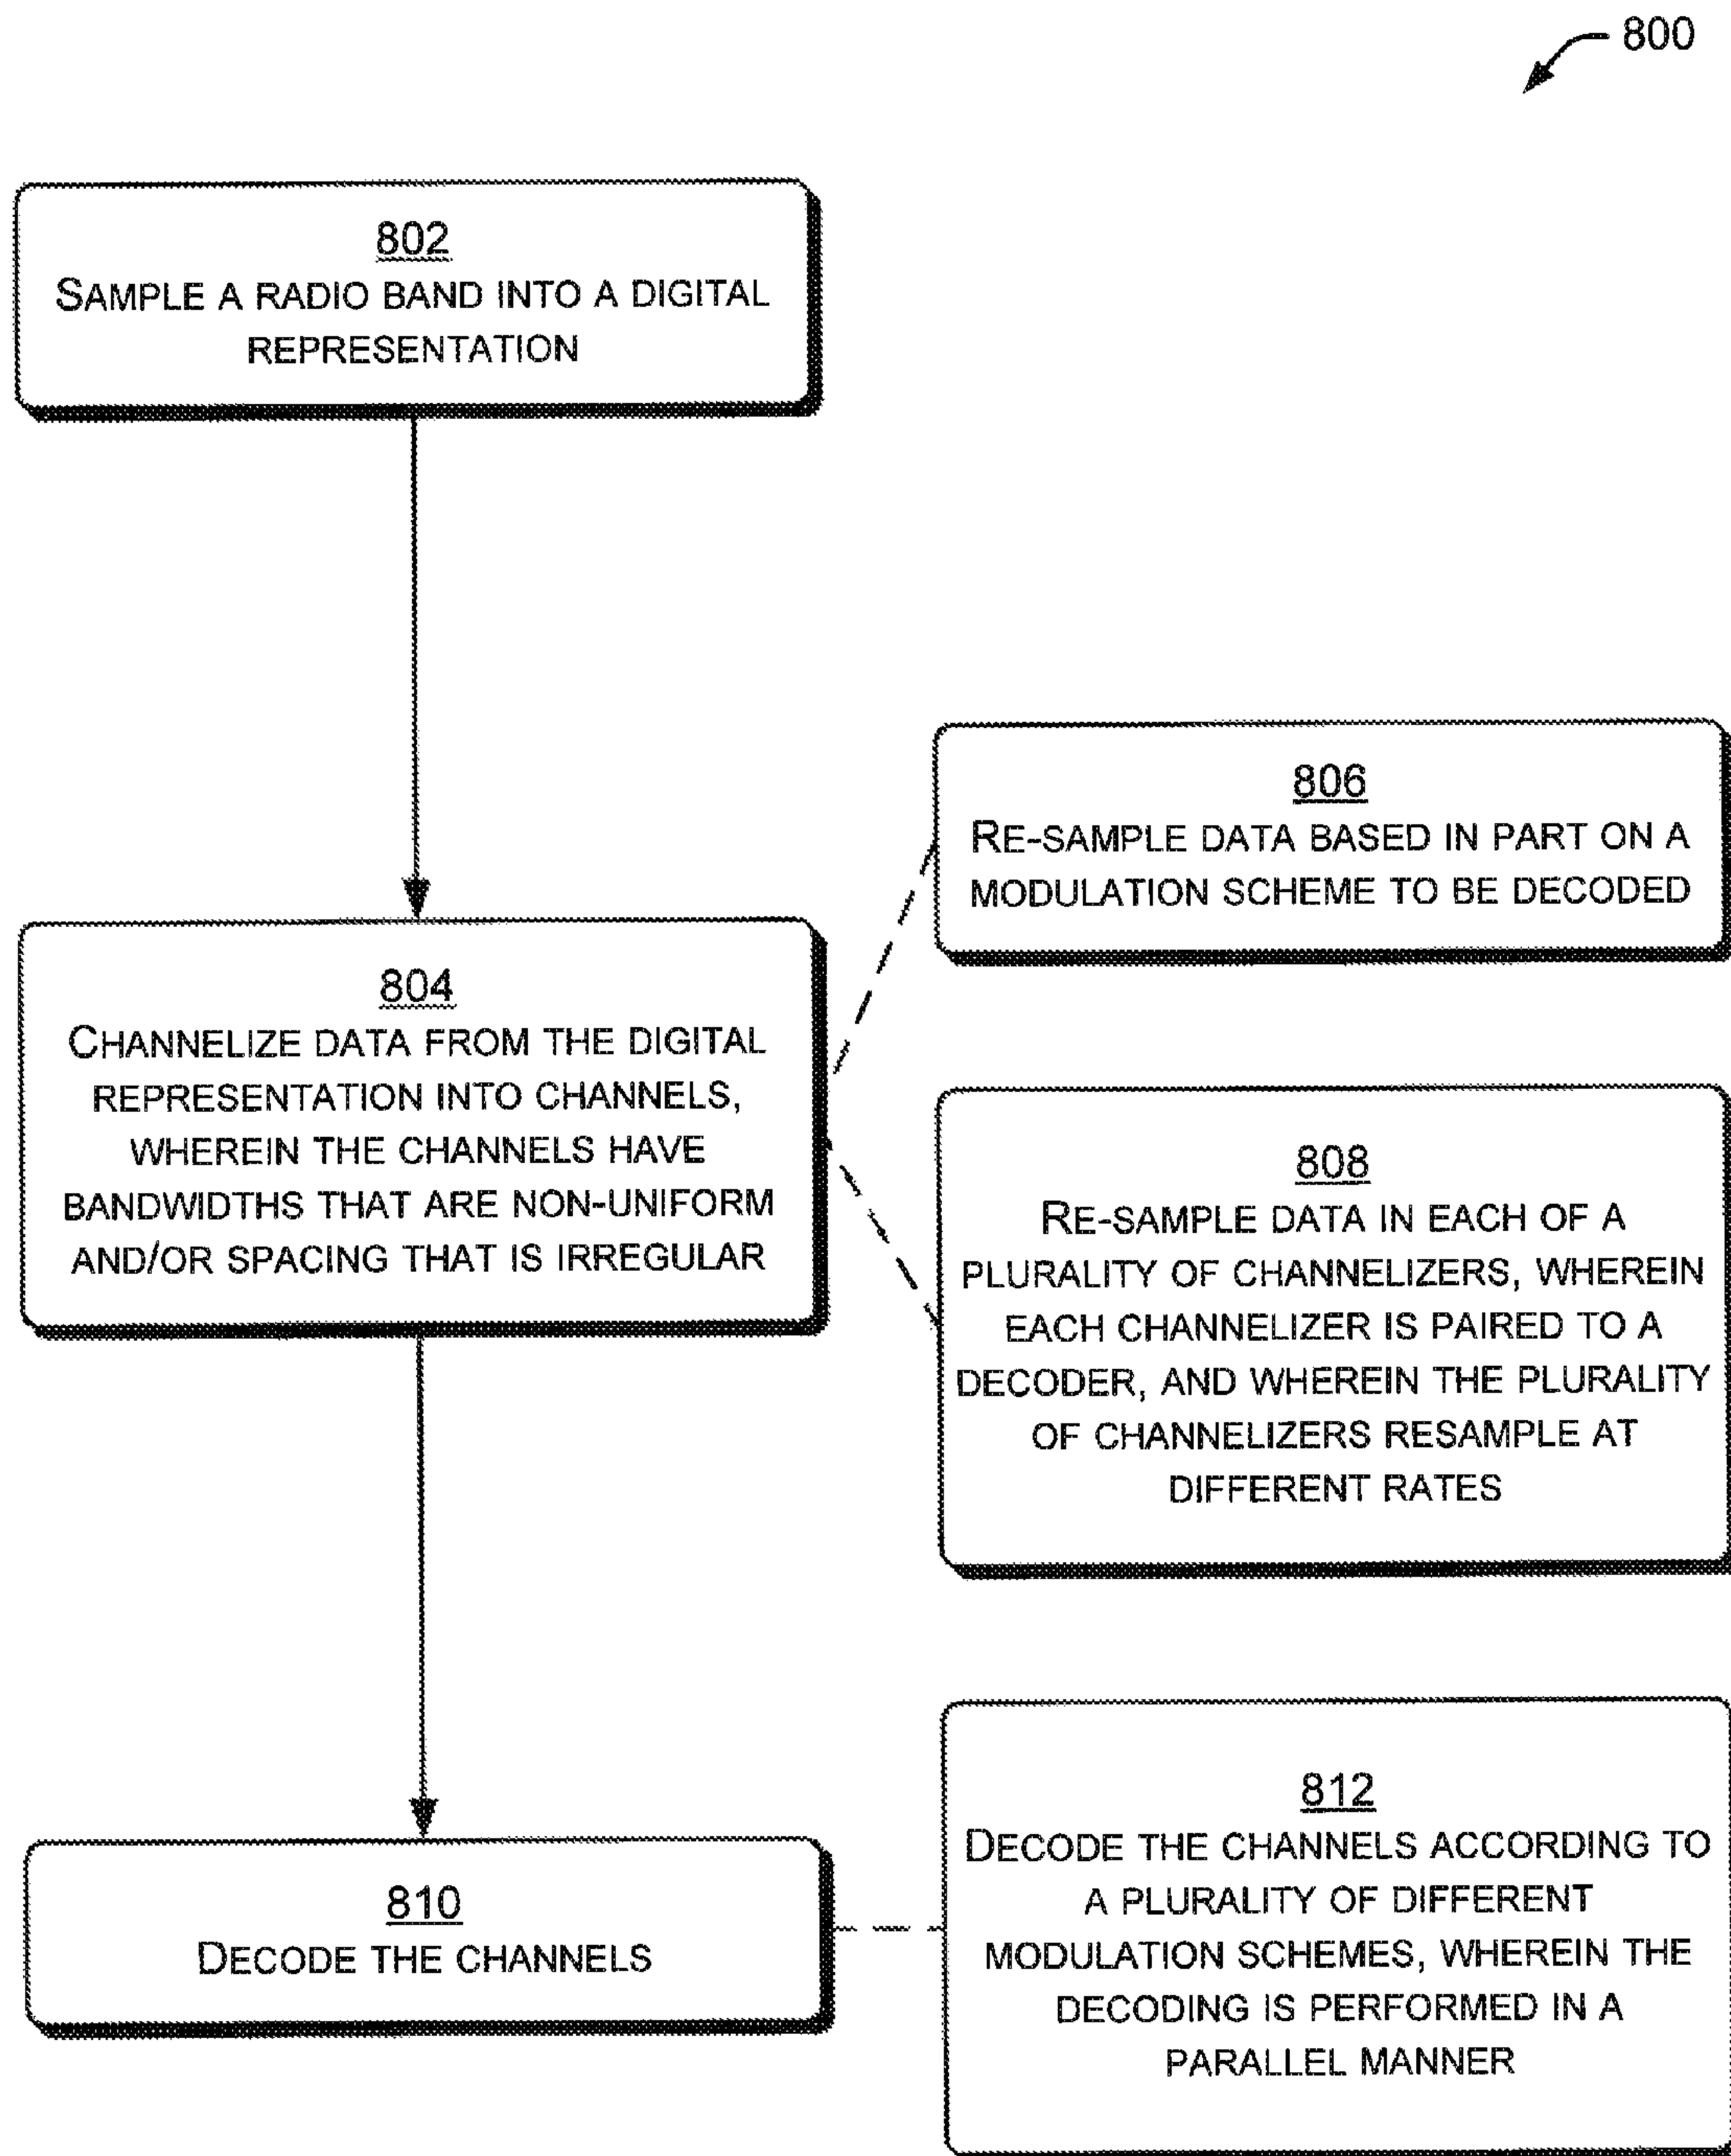 800
802
SAMPLE A RADIO BAND INTO A DIGITAL
REPRESENTATION
804
CHANNELIZE DATA FROM THE DIGITAL
REPRESENTATION INTO CHANNELS,
WHEREIN THE CHANNELS HAVE
BANDWIDTHS THAT ARE NON-UNIFORM
AND/OR SPACING THAT IS IRREGULAR
806
RE-SAMPLE DATA BASED IN PART ON A
MODULATION SCHEME TO BE DECODED
808
RE-SAMPLE DATA IN EACH OF A
PLURALITY OF CHANNELIZERS, WHEREIN
EACH CHANNELIZER IS PAIRED TO A
DECODER, AND WHEREIN THE PLURALITY
OF CHANNELIZERS RESAMPLE AT
DIFFERENT RATES
810
DECODE THE CHANNELS
812
DECODE THE CHANNELS ACCORDING TO
A PLURALITY OF DIFFERENT
MODULATION SCHEMES, WHEREIN THE
DECODING IS PERFORMED IN A
PARALLEL MANNER